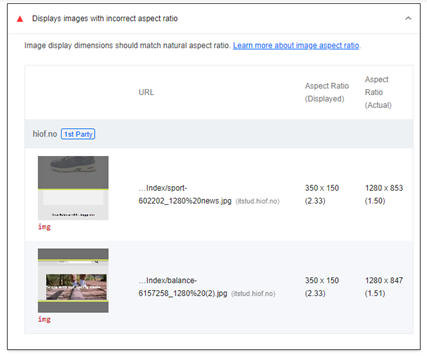 Displays images with incorrect aspect ratio
Image display dimensions should match natural aspect ratio. Learn more about image aspect ratio.
URL
Aspect Ratio
(Displayed)
Aspect
Ratio
(Actual)
hiof.no 1st Party
…Index/sport-
602202_1280%20news.jpg (itstud.hiof.no)
350 x 150
(2.33)
1280 x 853
(1.50)
img
…Index/balance-
6157258_1280%20(2).jpg (itstud.hiof.no)
350 x 150
(2.33)
1280 x 847
(1.51)
img